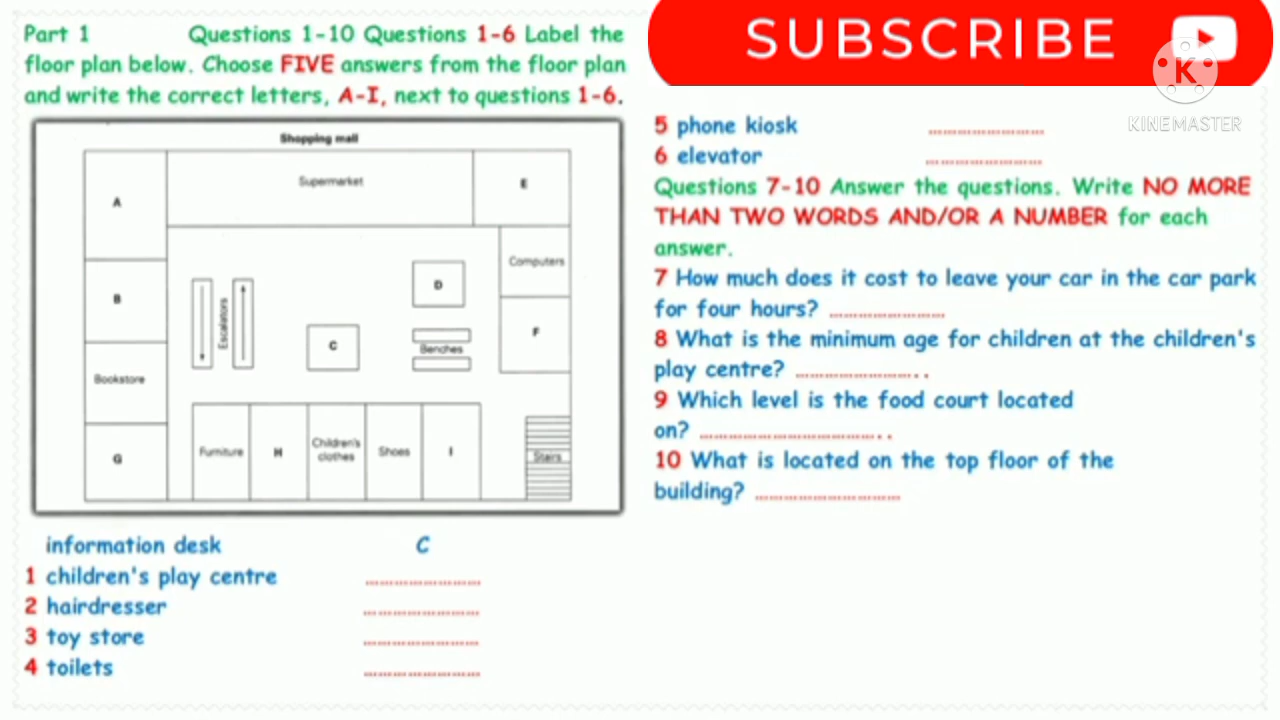 Part 1 Questions 1-10 Questions 1-6 Label the
floor plan below. Choose FIVE answers from the floor plan
and write the correct letters, A-I, next to questions 1-6.
Shopping mall
A
Supermarket
E
Computers
B
Escalators
D
C
Benches
F
Bookstore
G
Furniture
H
Children's
clothes
Shoes
I
Stairs
information desk C
1 children's play centre ........................
2 hairdresser ........................
3 toy store ........................
4 toilets ........................
SUBSCRIBE
K
KINEMASTER
5 phone kiosk ........................
6 elevator ........................
Questions 7-10 Answer the questions. Write NO MORE
THAN TWO WORDS AND/OR A NUMBER for each
answer.
7 How much does it cost to leave your car in the car park
for four hours? ........................
8 What is the minimum age for children at the children's
play centre? ........................
9 Which level is the food court located
on? ........................
10 What is located on the top floor of the
building? ........................